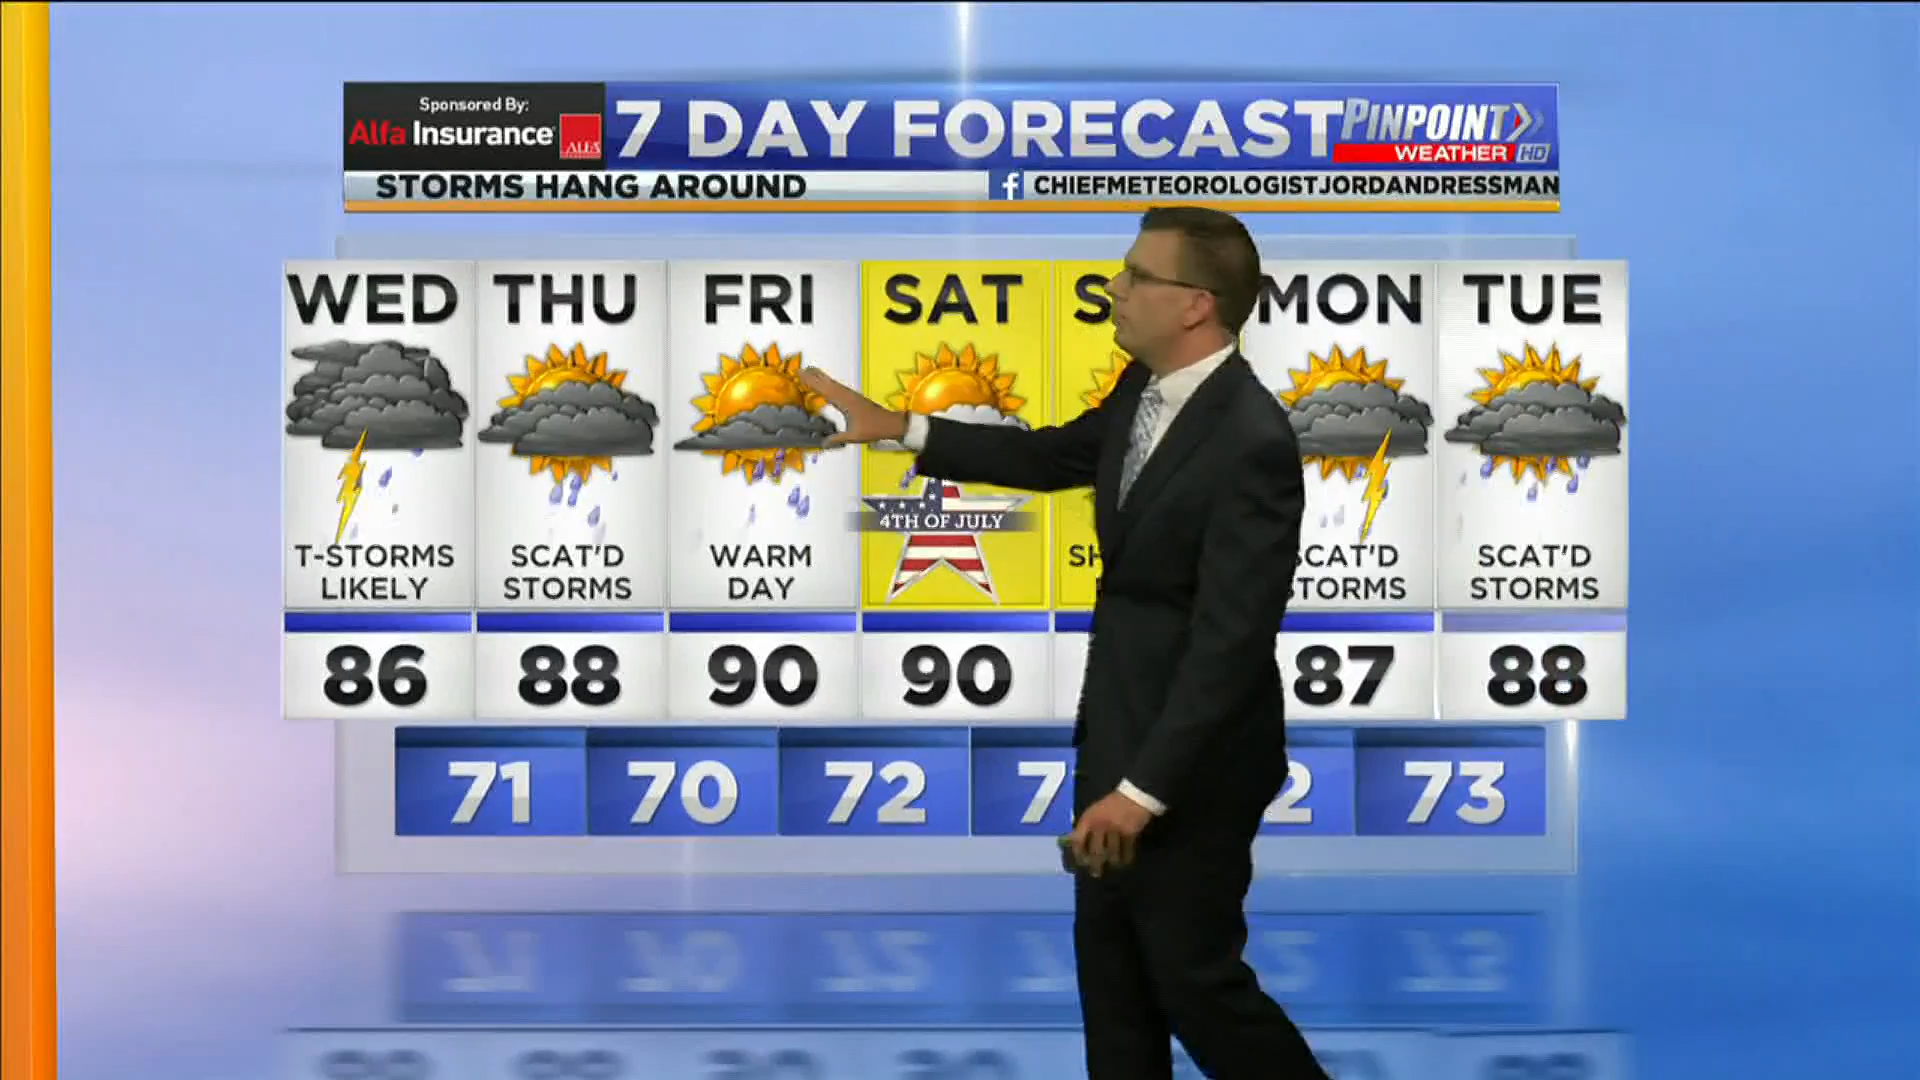 Sponsored By:
Alfa Insurance
ALFA
7 DAY FORECAST
PINPOINT
WEATHER HD
STORMS HANG AROUND
f CHIEFMETEOROLOGISTJORDANDRESSMAN
WED THU FRI SAT MON TUE
4TH OF JULY
T-STORMS LIKELY
SCAT'D STORMS
WARM DAY
SCAT'D STORMS
SCAT'D STORMS
86 88 90 90 87 88
71 70 72 73